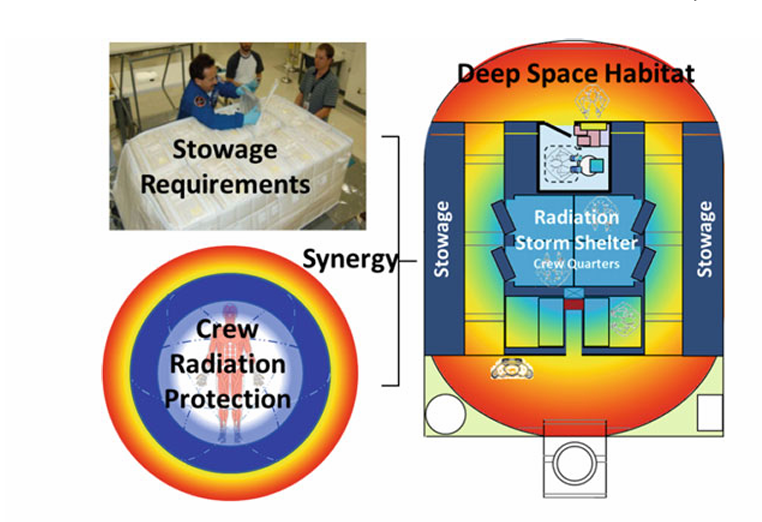 Stowage
Requirements
Synergy
Crew
Radiation
Protection
Deep Space Habitat
Stowage
Radiation
Storm Shelter
Crew Quarters
Stowage